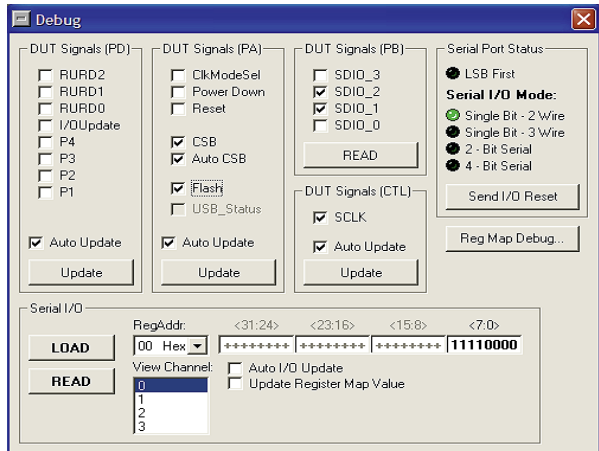 Debug
DUT Signals (PD)
RURD2
RURD1
RURD0
I/OUpdate
P4
P3
P2
P1
Auto Update
Update
DUT Signals (PA)
ClkModeSel
Power Down
Reset
CSB
Auto CSB
Flash
USB_Status
Auto Update
Update
DUT Signals (PB)
SDIO_3
SDIO_2
SDIO_1
SDIO_0
READ
DUT Signals (CTL)
SCLK
Auto Update
Update
Serial Port Status
LSB First
Serial I/O Mode:
Single Bit - 2 Wire
Single Bit - 3 Wire
2 - Bit Serial
4 - Bit Serial
Send I/O Reset
Reg Map Debug...
Serial I/O
LOAD
READ
RegAddr: <31:24> <23:16> <15:8> <7:0>
00 Hex ++++++++ ++++++++ ++++++++ 11110000
View Channel:
0
1
2
3
Auto I/O Update
Update Register Map Value